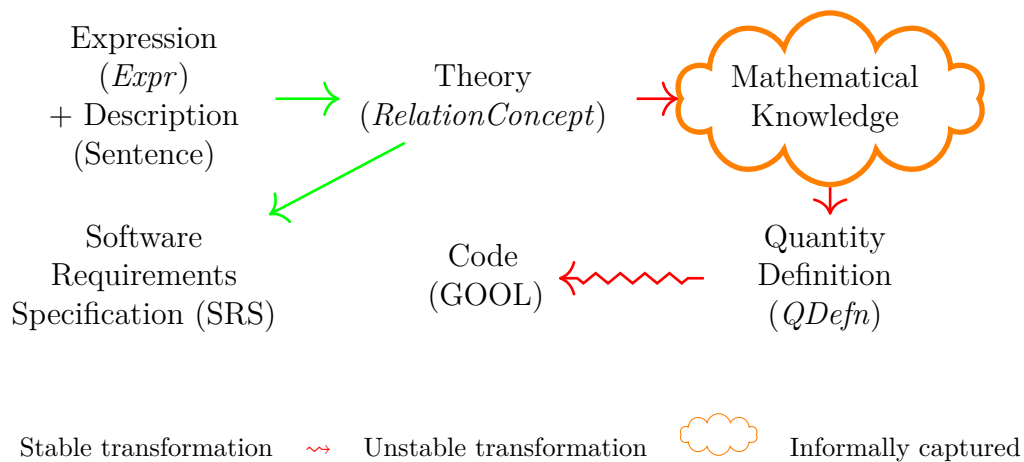 Expression
(Expr)
+ Description
(Sentence)
Theory
(RelationConcept)
Mathematical
Knowledge
Software
Requirements
Specification (SRS)
Code
(GOOL)
Quantity
Definition
(QDefn)
Stable transformation
Unstable transformation
Informally captured